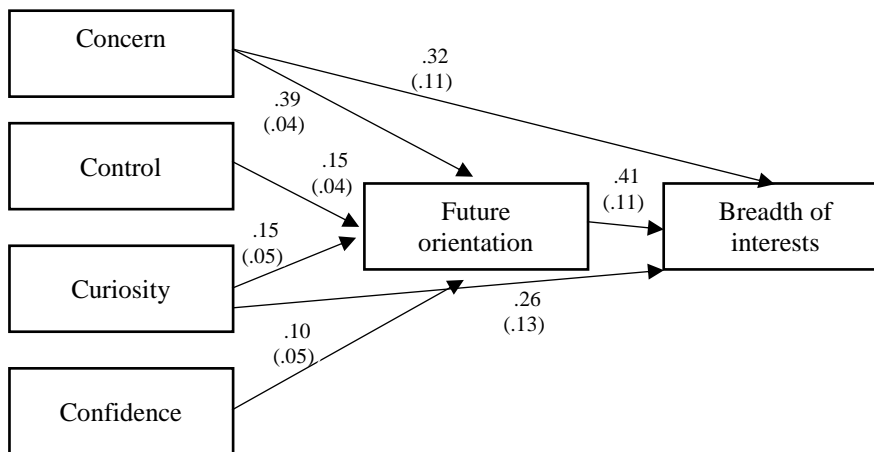 Concern
.32
(.11)
.39
(.04)
Control
.15
(.04)
.41
(.11)
Future
orientation
Breadth of
interests
.15
(.05)
Curiosity
.26
(.13)
.10
(.05)
Confidence